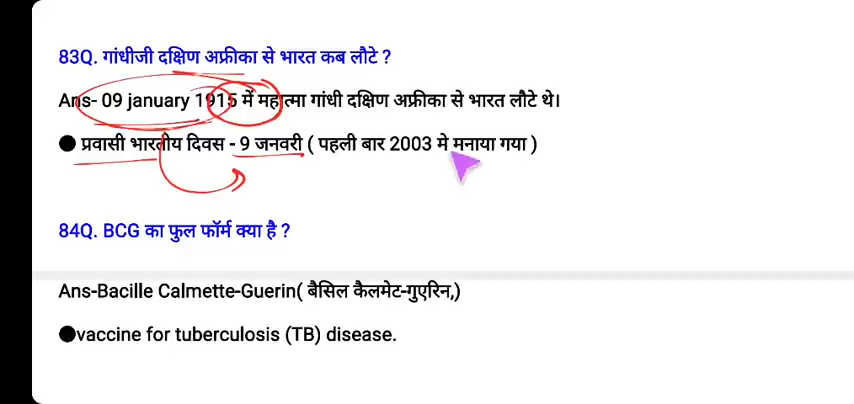 83Q. गांधीजी दक्षिण अफ्रीका से भारत कब लौटे ?
Ans- 09 january 1915 में महात्मा गांधी दक्षिण अफ्रीका से भारत लौटे थे।
● प्रवासी भारतीय दिवस - 9 जनवरी ( पहली बार 2003 मे मनाया गया )
84Q. BCG का फुल फॉर्म क्या है ?
Ans-Bacille Calmette-Guerin( बैसिल कैलमेट-गुएरिन,)
●vaccine for tuberculosis (TB) disease.